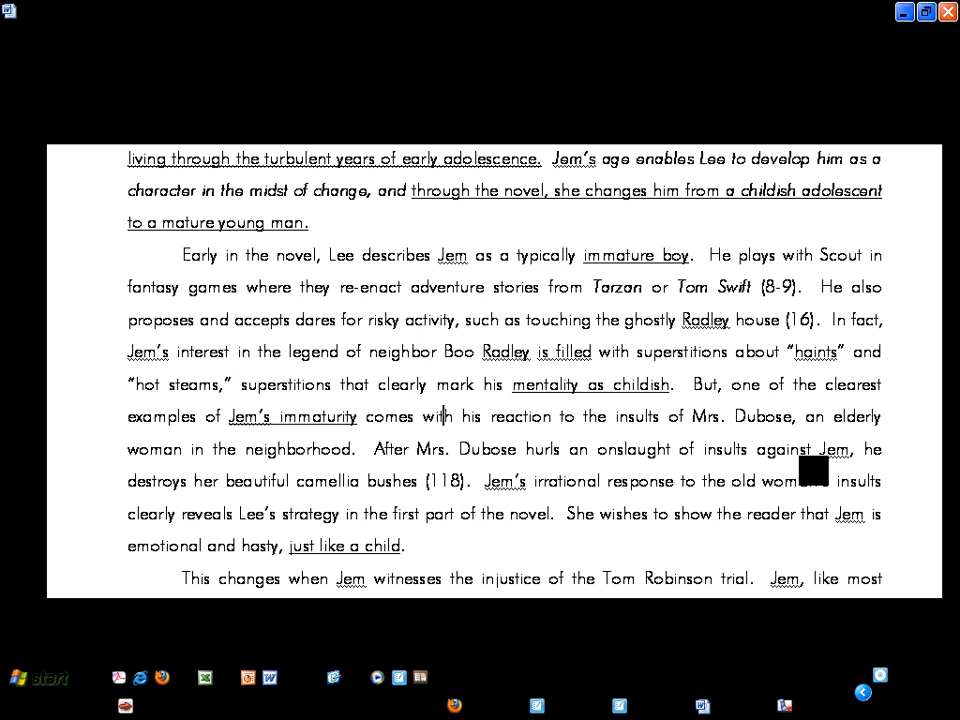 living through the turbulent years of early adolescence.  Jem's age enables Lee to develop him as a
character in the midst of change, and through the novel, she changes him from a childish adolescent
to a mature young man.
Early in the novel, Lee describes Jem as a typically immature boy.  He plays with Scout in
fantasy games where they re-enact adventure stories from Tarzan or Tom Swift (8-9).  He also
proposes and accepts dares for risky activity, such as touching the ghostly Radley house (16).  In fact,
Jem's interest in the legend of neighbor Boo Radley is filled with superstitions about "haints" and
"hot steams," superstitions that clearly mark his mentality as childish.  But, one of the clearest
examples of Jem's immaturity comes with his reaction to the insults of Mrs. Dubose, an elderly
woman in the neighborhood.  After Mrs. Dubose hurls an onslaught of insults against Jem, he
destroys her beautiful camellia bushes (118).  Jem's irrational response to the old insults
clearly reveals Lee's strategy in the first part of the novel.  She wishes to show the reader that Jem is
emotional and hasty, just like a child.
This changes when Jem witnesses the injustice of the Tom Robinson trial.  Jem, like most
start